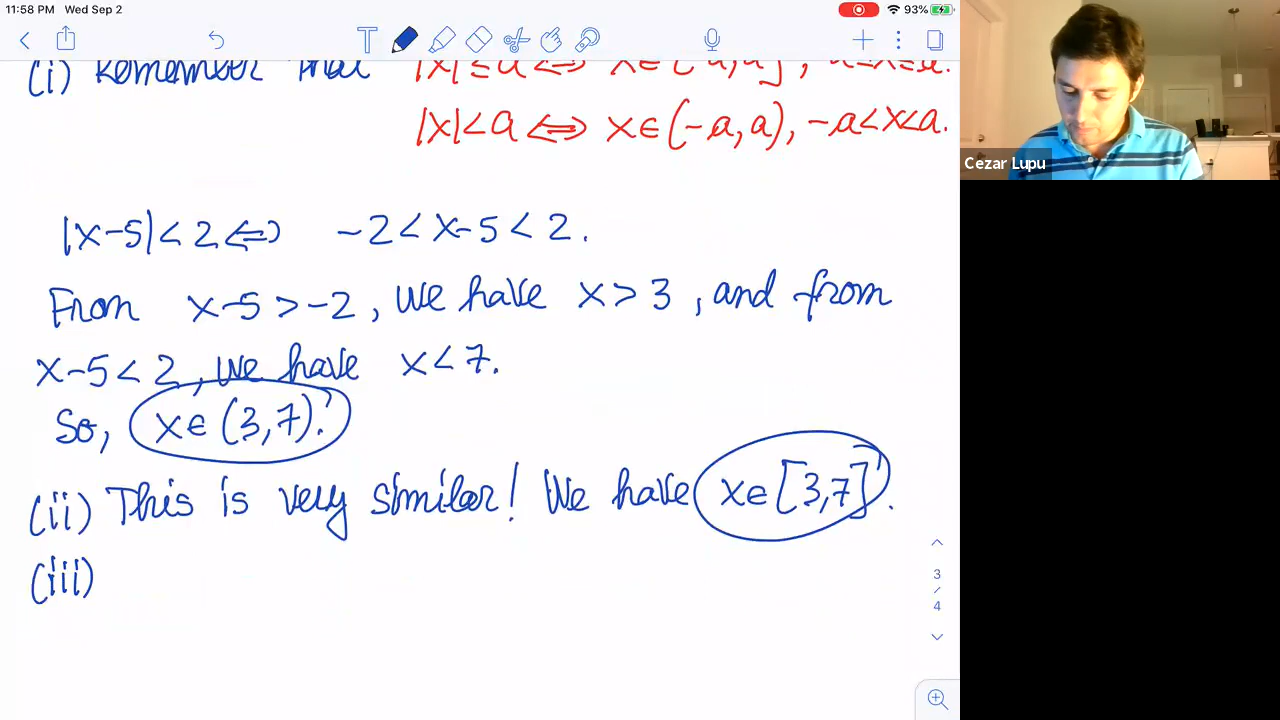 11:58 PM Wed Sep 2
93%
(i) Remember that |x| ≤ a ⇔ x ∈ [-a, a], -a ≤ x ≤ a.
|x| < a ⇔ x ∈ (-a, a), -a < x < a.
Cezar Lupu
|x-5| < 2 ⇔ -2 < x-5 < 2.
From x-5 > -2, we have x > 3, and from
x-5 < 2, we have x < 7.
So, x ∈ (3, 7).
(ii) This is very similar! We have x ∈ [3, 7].
(iii)
3
/
4